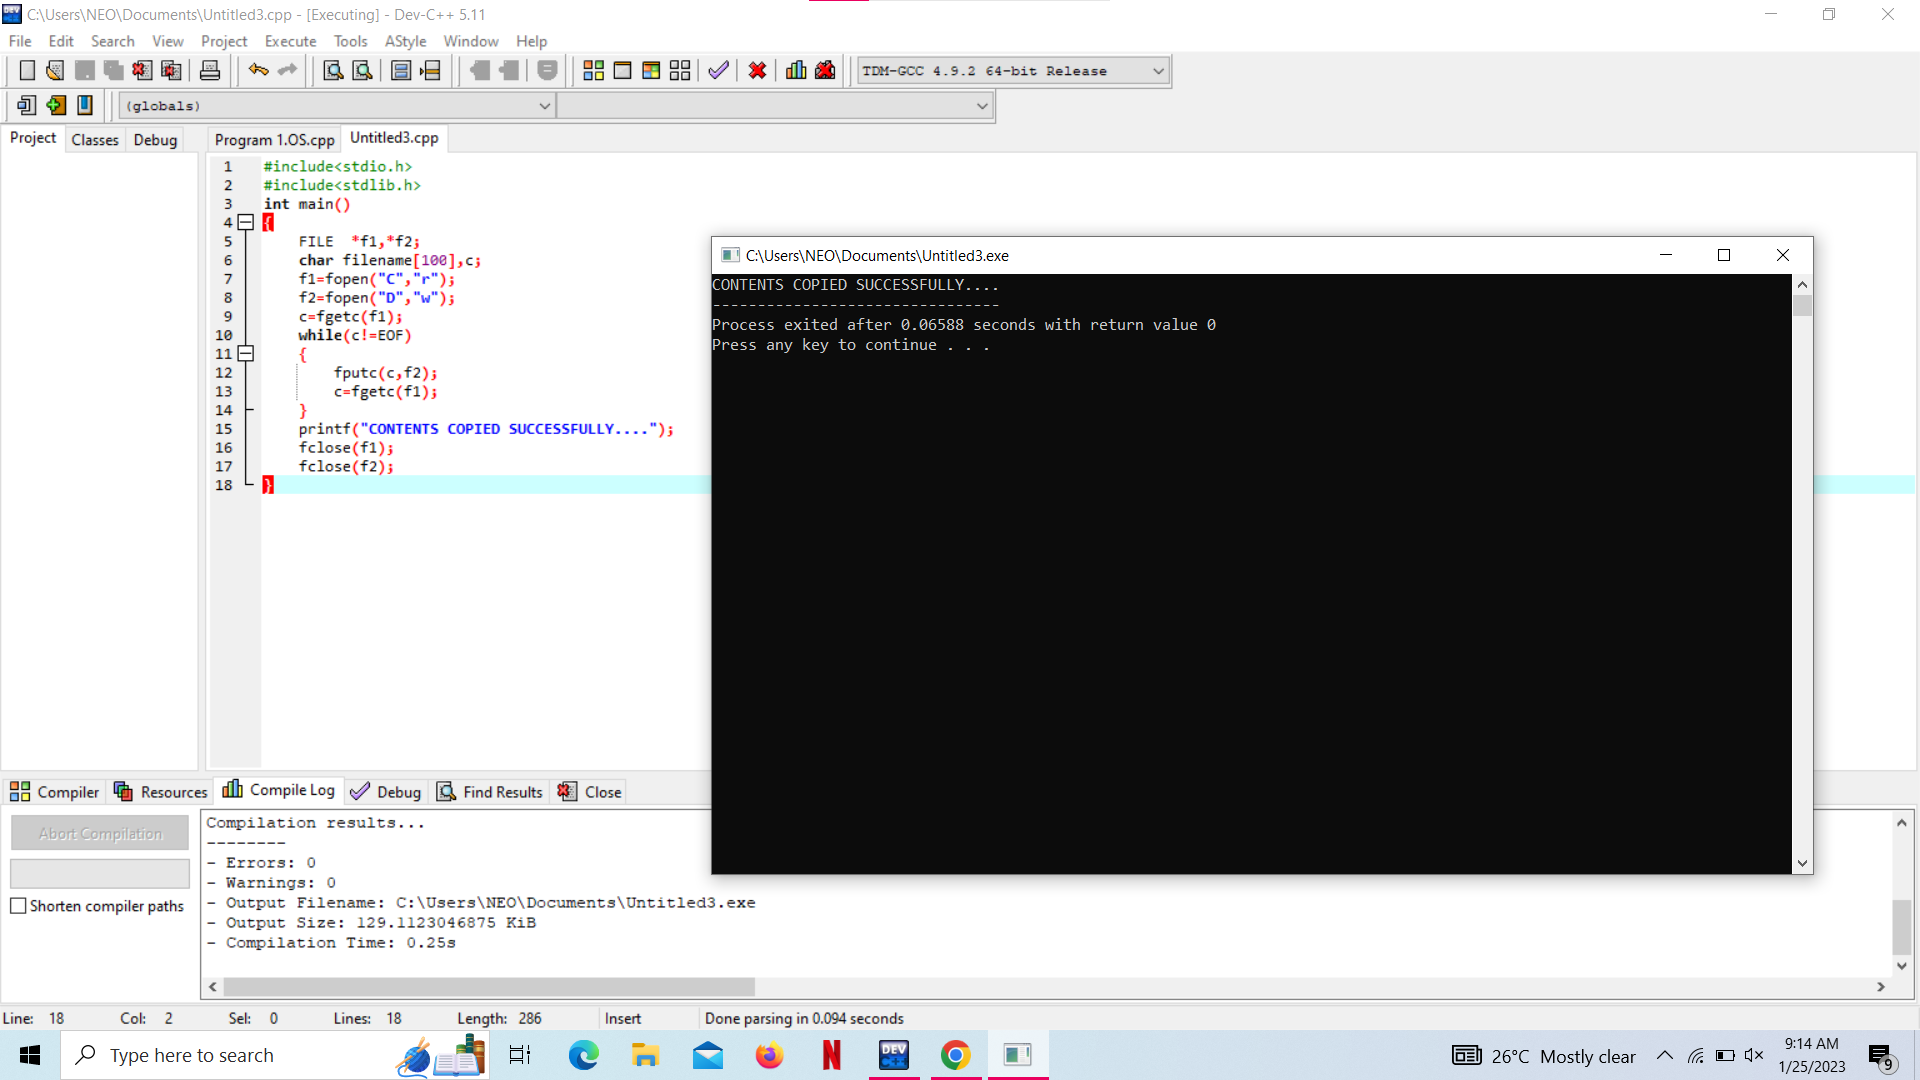 C:\Users\NEO\Documents\Untitled3.cpp - [Executing] - Dev-C++ 5.11
File Edit Search View Project Execute Tools AStyle Window Help
TDM-GCC 4.9.2 64-bit Release
(globals)
Project Classes Debug
Program 1.OS.cpp Untitled3.cpp
1 #include<stdio.h>
2 #include<stdlib.h>
3 int main()
4 {
5 FILE  *f1,*f2;
6 char filename[100],c;
7 f1=fopen("C","r");
8 f2=fopen("D","w");
9 c=fgetc(f1);
10 while(c!=EOF)
11 {
12 fputc(c,f2);
13 c=fgetc(f1);
14 }
15 printf("CONTENTS COPIED SUCCESSFULLY....");
16 fclose(f1);
17 fclose(f2);
18 }
C:\Users\NEO\Documents\Untitled3.exe
CONTENTS COPIED SUCCESSFULLY....
--------------------------------
Process exited after 0.06588 seconds with return value 0
Press any key to continue . . .
Compiler Resources Compile Log Debug Find Results Close
Abort Compilation
Shorten compiler paths
Compilation results...
--------
- Errors: 0
- Warnings: 0
- Output Filename: C:\Users\NEO\Documents\Untitled3.exe
- Output Size: 129.1123046875 KiB
- Compilation Time: 0.25s
Line: 18 Col: 2 Sel: 0 Lines: 18 Length: 286 Insert Done parsing in 0.094 seconds
Type here to search
DEV C++
N
26°C Mostly clear
9:14 AM
1/25/2023
9